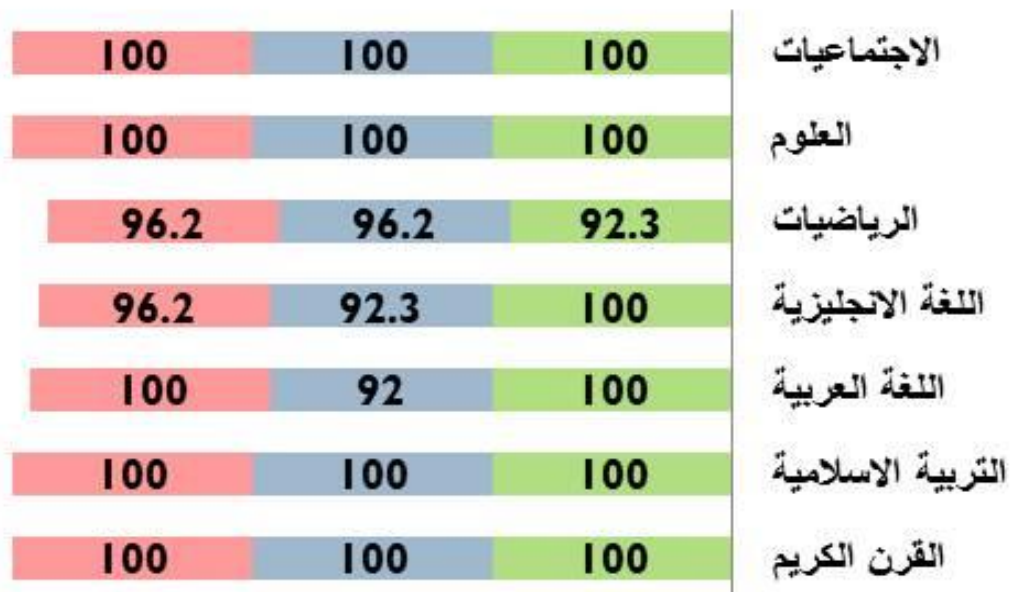 الاجتماعيات 100 100 100
العلوم 100 100 100
الرياضيات 92.3 96.2 96.2
اللغة الانجليزية 100 92.3 96.2
اللغة العربية 100 92 100
التربية الاسلامية 100 100 100
القرن الكريم 100 100 100